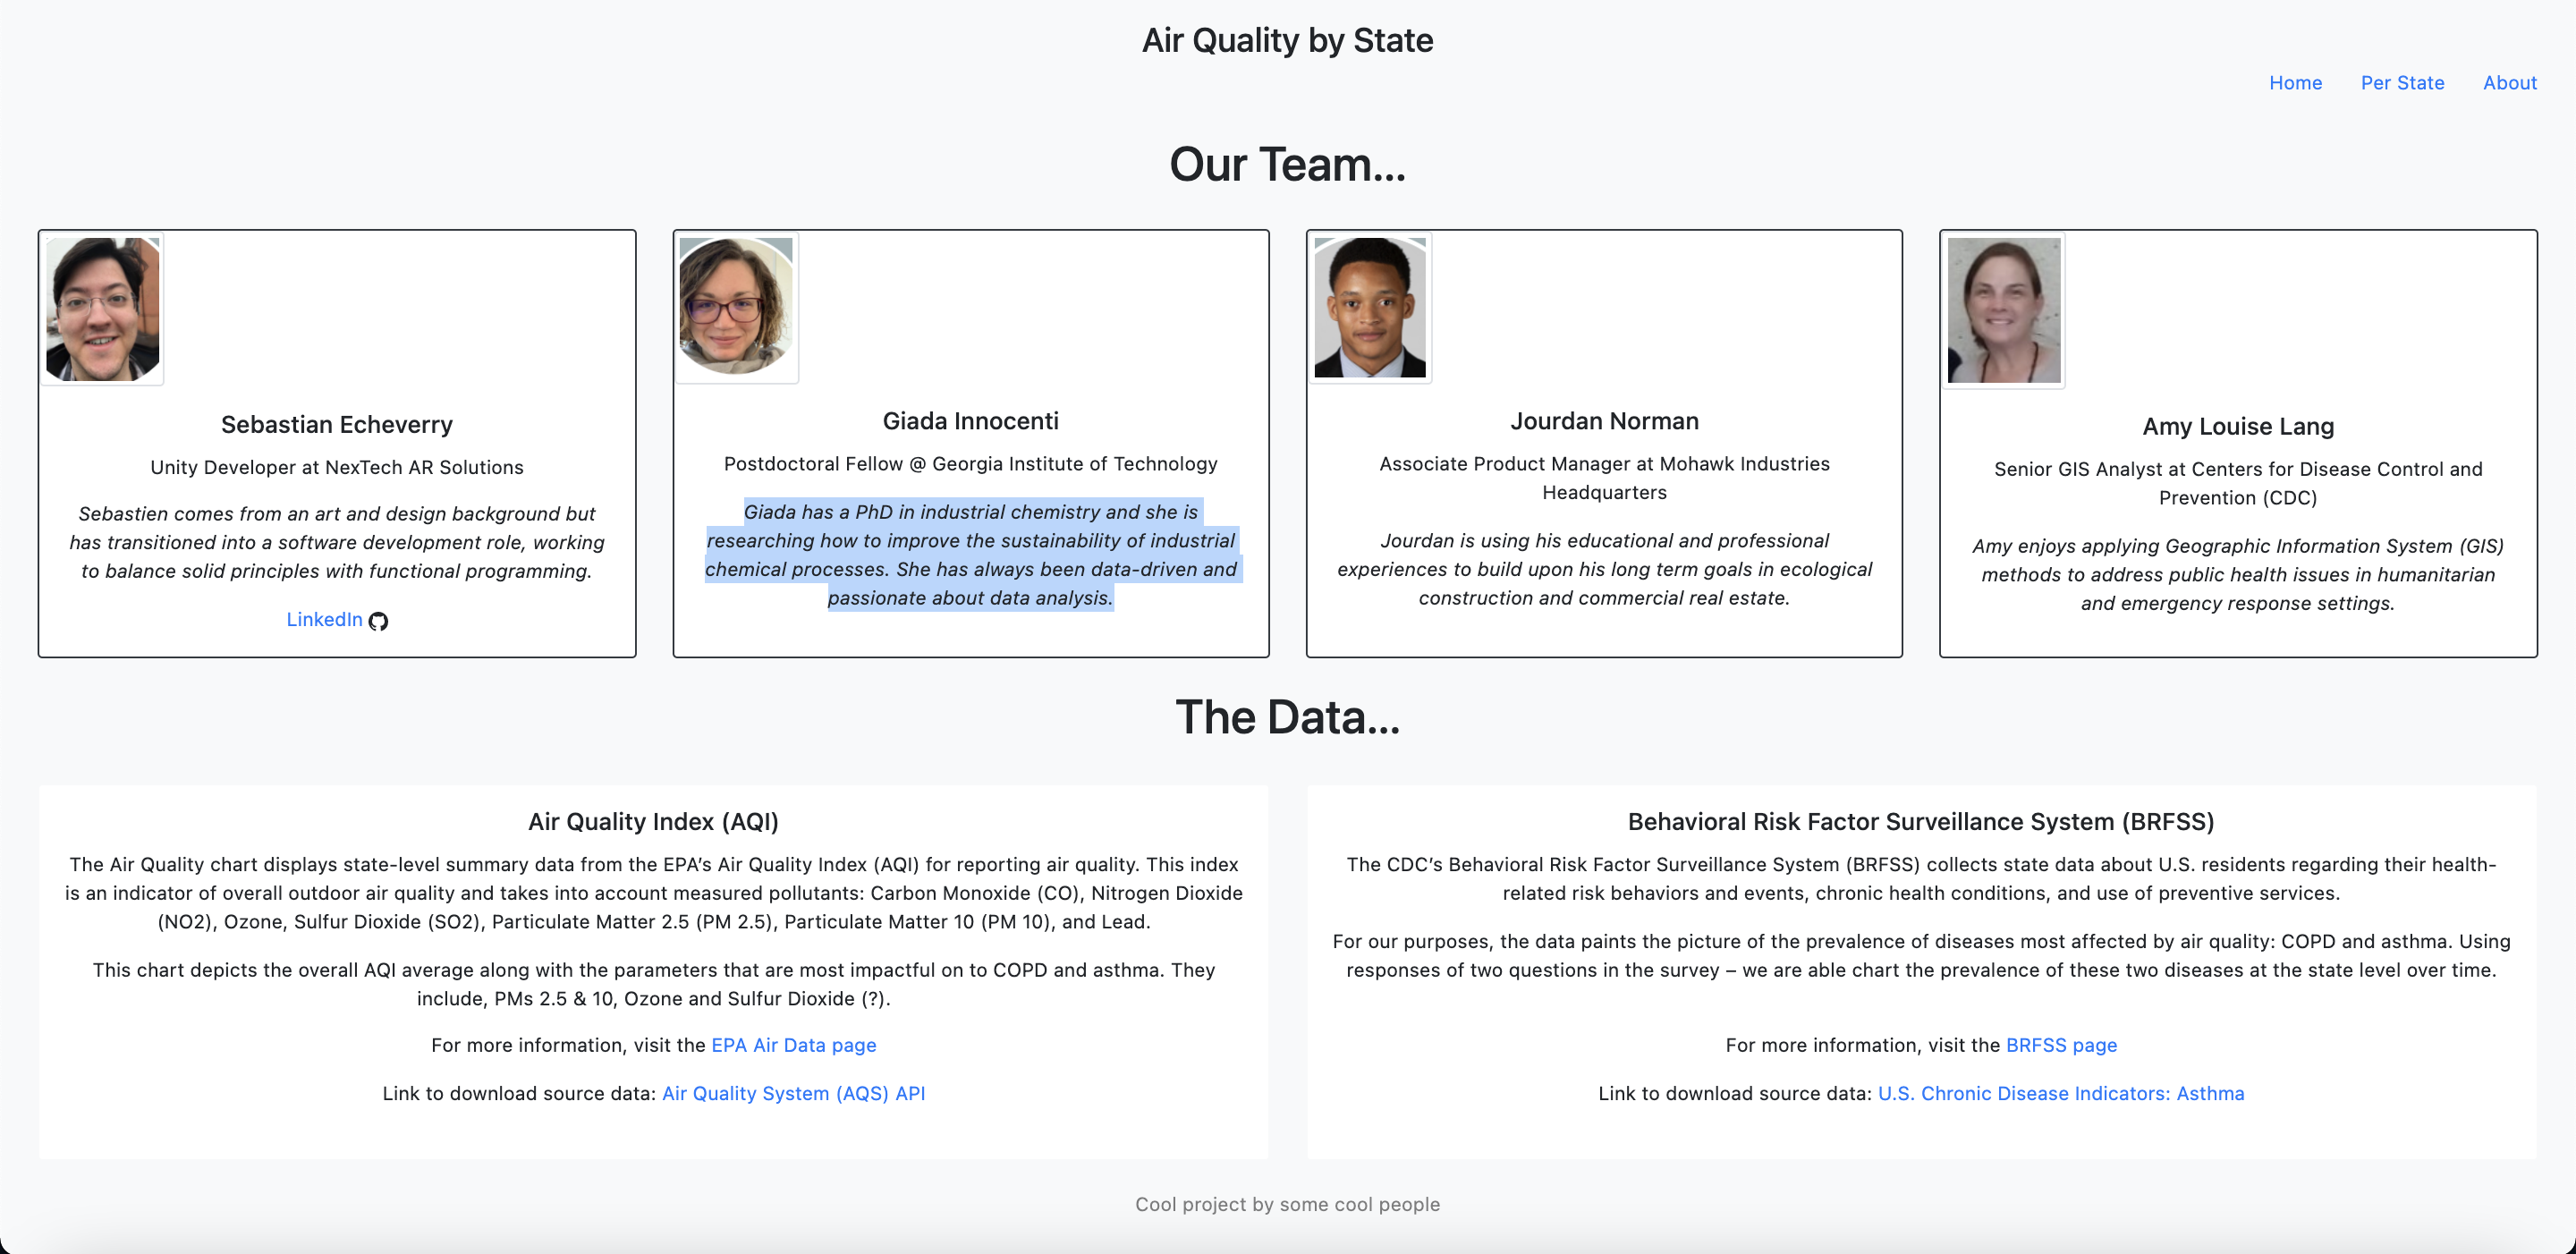 Air Quality by State
Home Per State About
Our Team...
Sebastian Echeverry
Unity Developer at NexTech AR Solutions
Sebastien comes from an art and design background but
has transitioned into a software development role, working
to balance solid principles with functional programming.
LinkedIn
Giada Innocenti
Postdoctoral Fellow @ Georgia Institute of Technology
Giada has a PhD in industrial chemistry and she is
researching how to improve the sustainability of industrial
chemical processes. She has always been data-driven and
passionate about data analysis.
Jourdan Norman
Associate Product Manager at Mohawk Industries
Headquarters
Jourdan is using his educational and professional
experiences to build upon his long term goals in ecological
construction and commercial real estate.
Amy Louise Lang
Senior GIS Analyst at Centers for Disease Control and
Prevention (CDC)
Amy enjoys applying Geographic Information System (GIS)
methods to address public health issues in humanitarian
and emergency response settings.
The Data...
Air Quality Index (AQI)
The Air Quality chart displays state-level summary data from the EPA’s Air Quality Index (AQI) for reporting air quality. This index
is an indicator of overall outdoor air quality and takes into account measured pollutants: Carbon Monoxide (CO), Nitrogen Dioxide
(NO2), Ozone, Sulfur Dioxide (SO2), Particulate Matter 2.5 (PM 2.5), Particulate Matter 10 (PM 10), and Lead.
This chart depicts the overall AQI average along with the parameters that are most impactful on to COPD and asthma. They
include, PMs 2.5 & 10, Ozone and Sulfur Dioxide (?).
For more information, visit the EPA Air Data page
Link to download source data: Air Quality System (AQS) API
Behavioral Risk Factor Surveillance System (BRFSS)
The CDC’s Behavioral Risk Factor Surveillance System (BRFSS) collects state data about U.S. residents regarding their health-
related risk behaviors and events, chronic health conditions, and use of preventive services.
For our purposes, the data paints the picture of the prevalence of diseases most affected by air quality: COPD and asthma. Using
responses of two questions in the survey – we are able chart the prevalence of these two diseases at the state level over time.
For more information, visit the BRFSS page
Link to download source data: U.S. Chronic Disease Indicators: Asthma
Cool project by some cool people